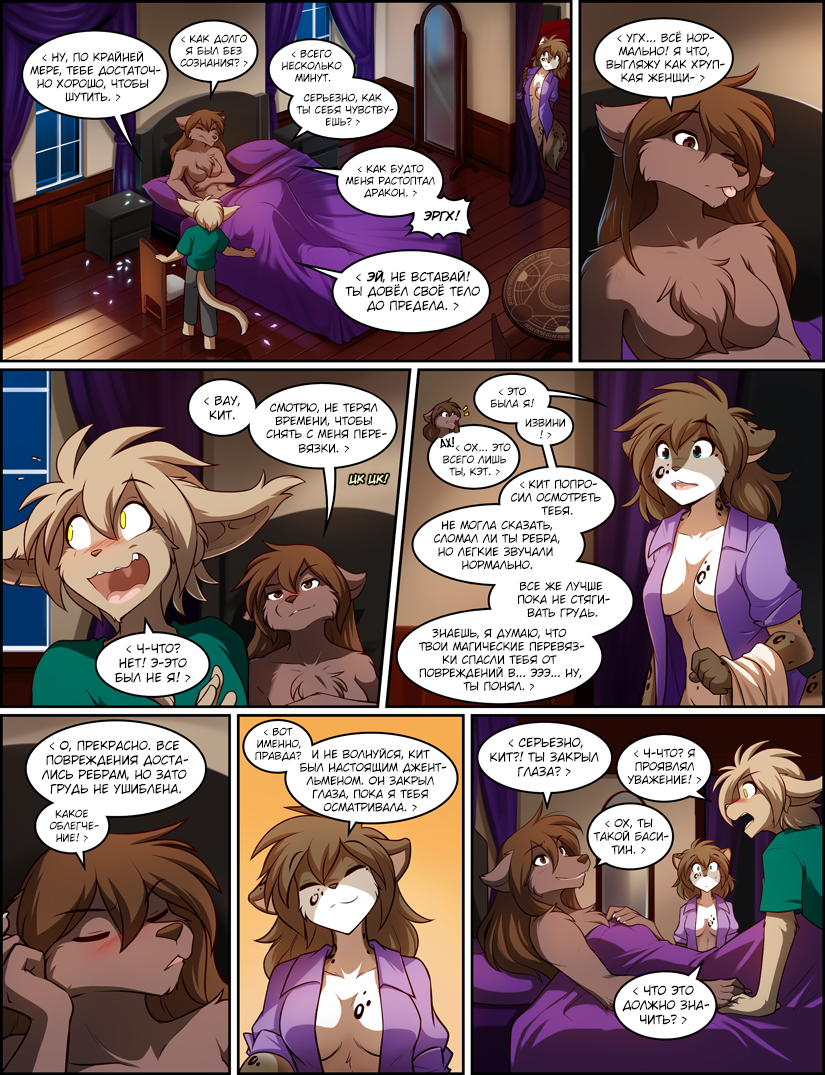 < НУ, ПО КРАЙНЕЙ
МЕРЕ, ТЕБЕ ДОСТАТОЧ-
НО ХОРОШО, ЧТОБЫ
ШУТИТЬ. >
< КАК ДОЛГО
Я БЫЛ БЕЗ
СОЗНАНИЯ? >
< ВСЕГО
НЕСКОЛЬКО
МИНУТ.
СЕРЬЕЗНО, КАК
ТЫ СЕБЯ ЧУВСТВУ-
ЕШЬ? >
< КАК БУДТО
МЕНЯ РАСТОПТАЛ
ДРАКОН. >
ЭРГХ!
< ЭЙ, НЕ ВСТАВАЙ!
ТЫ ДОВЁЛ СВОЁ ТЕЛО
ДО ПРЕДЕЛА. >
< УГХ... ВСЁ НОР-
МАЛЬНО! Я ЧТО,
ВЫГЛЯЖУ КАК ХРУП-
КАЯ ЖЕНЩИ- >
< ВАУ,
КИТ.
СМОТРЮ, НЕ ТЕРЯЛ
ВРЕМЕНИ, ЧТОБЫ
СНЯТЬ С МЕНЯ ПЕРЕ-
ВЯЗКИ. >
ЦК ЦК!
< Ч-ЧТО?
НЕТ! Э-ЭТО
БЫЛ НЕ Я! >
< ЭТО
БЫЛА Я!
ИЗВИНИ
! >
АХ!
< ОХ... ЭТО
ВСЕГО ЛИШЬ
ТЫ, КЭТ. >
< КИТ ПОПРО-
СИЛ ОСМОТРЕТЬ
ТЕБЯ.
НЕ МОГЛА СКАЗАТЬ,
СЛОМАЛ ЛИ ТЫ РЕБРА,
НО ЛЕГКИЕ ЗВУЧАЛИ
НОРМАЛЬНО.
ВСЕ ЖЕ ЛУЧШЕ
ПОКА НЕ СТЯГИ-
ВАТЬ ГРУДЬ.
ЗНАЕШЬ, Я ДУМАЮ, ЧТО
ТВОИ МАГИЧЕСКИЕ ПЕРЕВЯЗ-
КИ СПАСЛИ ТЕБЯ ОТ
ПОВРЕЖДЕНИЙ В... ЭЭЭ... НУ,
ТЫ ПОНЯЛ. >
< О, ПРЕКРАСНО. ВСЕ
ПОВРЕЖДЕНИЯ ДОСТА-
ЛИСЬ РЕБРАМ, НО ЗАТО
ГРУДЬ НЕ УШИБЛЕНА.
КАКОЕ
ОБЛЕГЧЕ-
НИЕ! >
< ВОТ
ИМЕННО,
ПРАВДА?
И НЕ ВОЛНУЙСЯ, КИТ
БЫЛ НАСТОЯЩИМ ДЖЕНТ-
ЛЬМЕНОМ. ОН ЗАКРЫЛ
ГЛАЗА, ПОКА Я ТЕБЯ
ОСМАТРИВАЛА. >
< СЕРЬЕЗНО,
КИТ?! ТЫ ЗАКРЫЛ
ГЛАЗА? >
< Ч-ЧТО? Я
ПРОЯВЛЯЛ
УВАЖЕНИЕ! >
< ОХ, ТЫ
ТАКОЙ БАСИ-
ТИН. >
< ЧТО ЭТО
ДОЛЖНО ЗНА-
ЧИТЬ? >